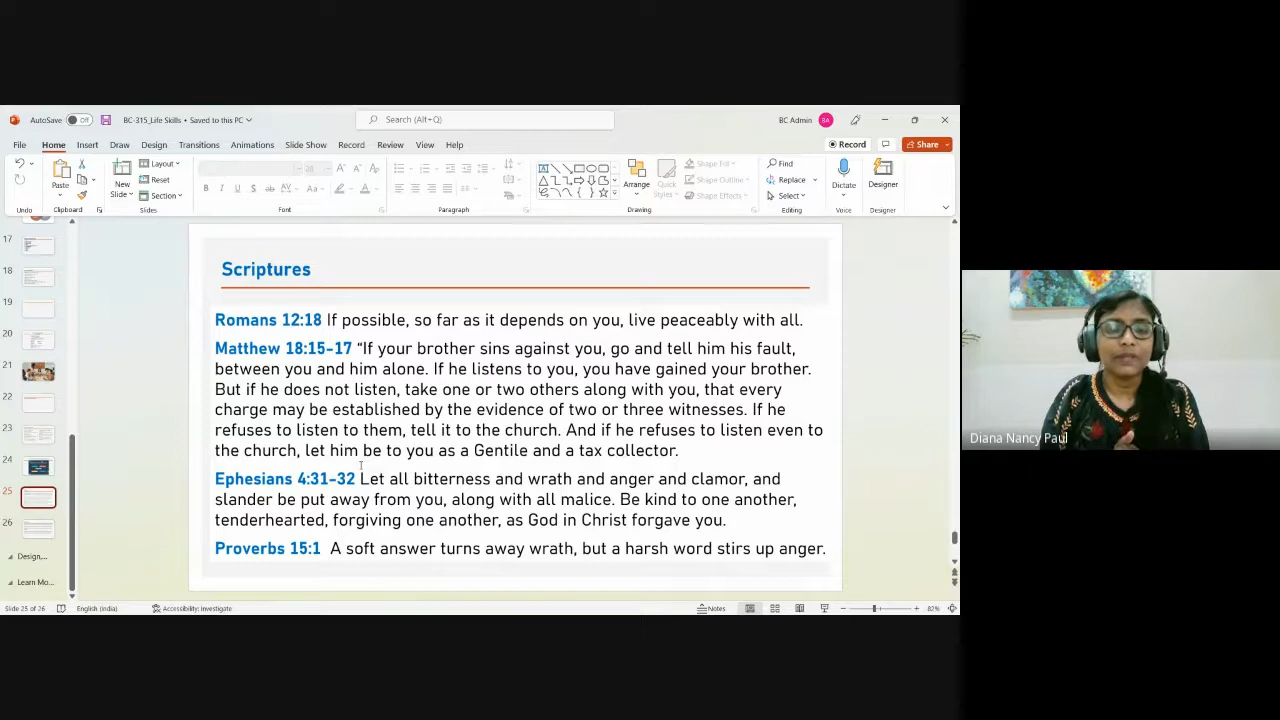 AutoSave Off BC-315_Life Skills • Saved to this PC Search (Alt+Q) BC Admin BA
File Home Insert Draw Design Transitions Animations Slide Show Record Review View Help Record Share
Paste New Slide Layout Reset Section 28 Arrange Quick Styles Shape Fill Shape Outline Shape Effects Find Replace Select Dictate Designer
Undo Clipboard Slides Font Paragraph Drawing Editing Voice Designer
17
18
19
20
21
22
23
24
25
26
Design,...
Learn Mo...
Scriptures
Romans 12:18 If possible, so far as it depends on you, live peaceably with all.
Matthew 18:15-17 “If your brother sins against you, go and tell him his fault,
between you and him alone. If he listens to you, you have gained your brother.
But if he does not listen, take one or two others along with you, that every
charge may be established by the evidence of two or three witnesses. If he
refuses to listen to them, tell it to the church. And if he refuses to listen even to
the church, let him be to you as a Gentile and a tax collector.
Ephesians 4:31-32 Let all bitterness and wrath and anger and clamor, and
slander be put away from you, along with all malice. Be kind to one another,
tenderhearted, forgiving one another, as God in Christ forgave you.
Proverbs 15:1 A soft answer turns away wrath, but a harsh word stirs up anger.
Diana Nancy Paul
Slide 25 of 26 English (India) Accessibility: Investigate Notes 82%